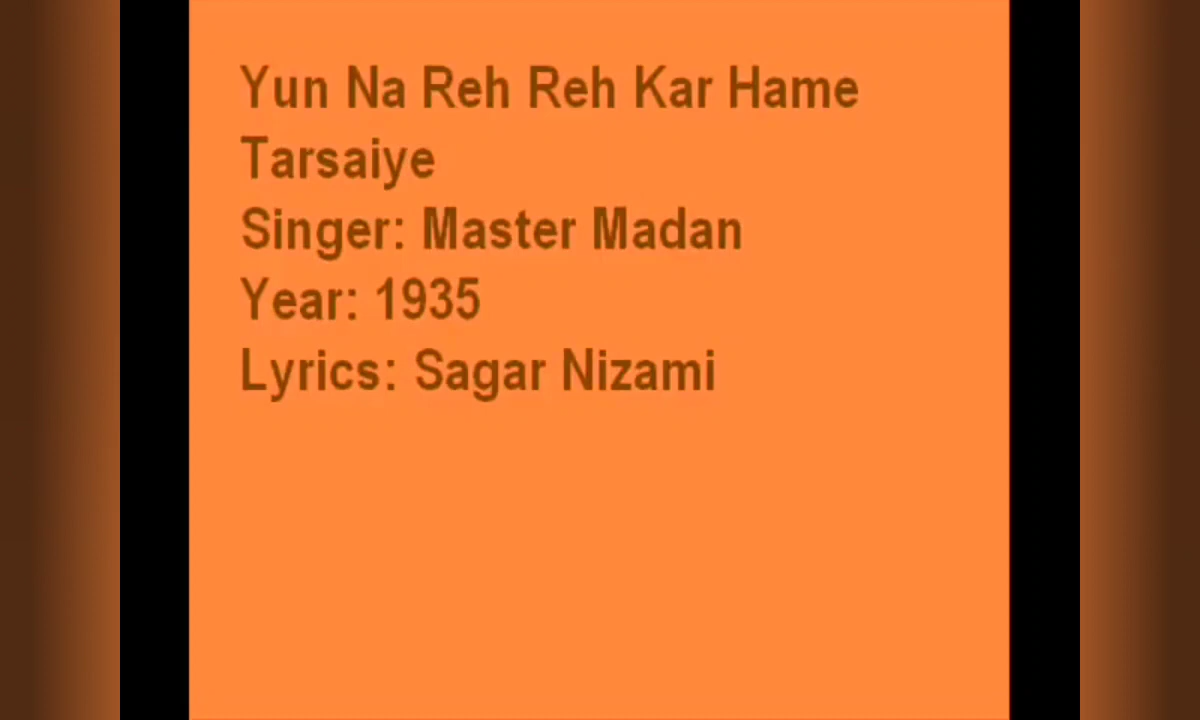 Yun Na Reh Reh Kar Hame
Tarsaiye
Singer: Master Madan
Year: 1935
Lyrics: Sagar Nizami